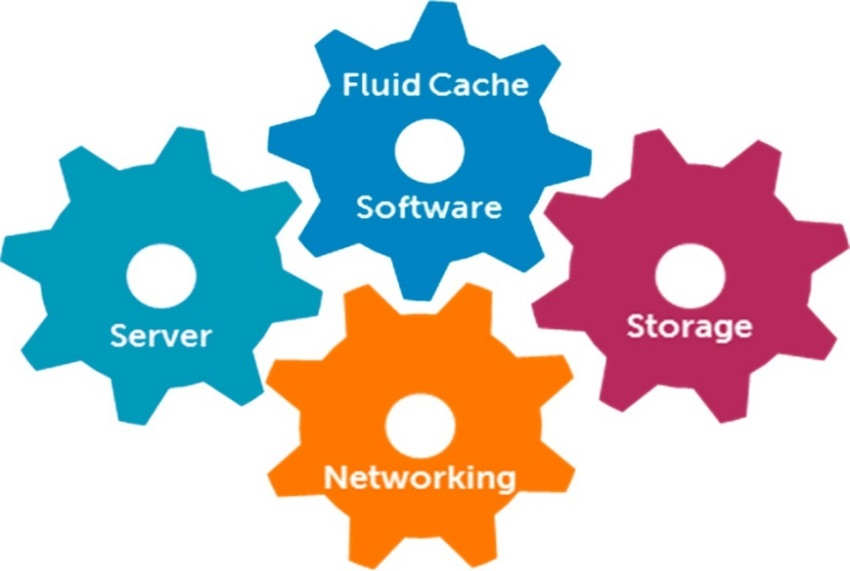 Fluid Cache
Software
Server
Storage
Networking